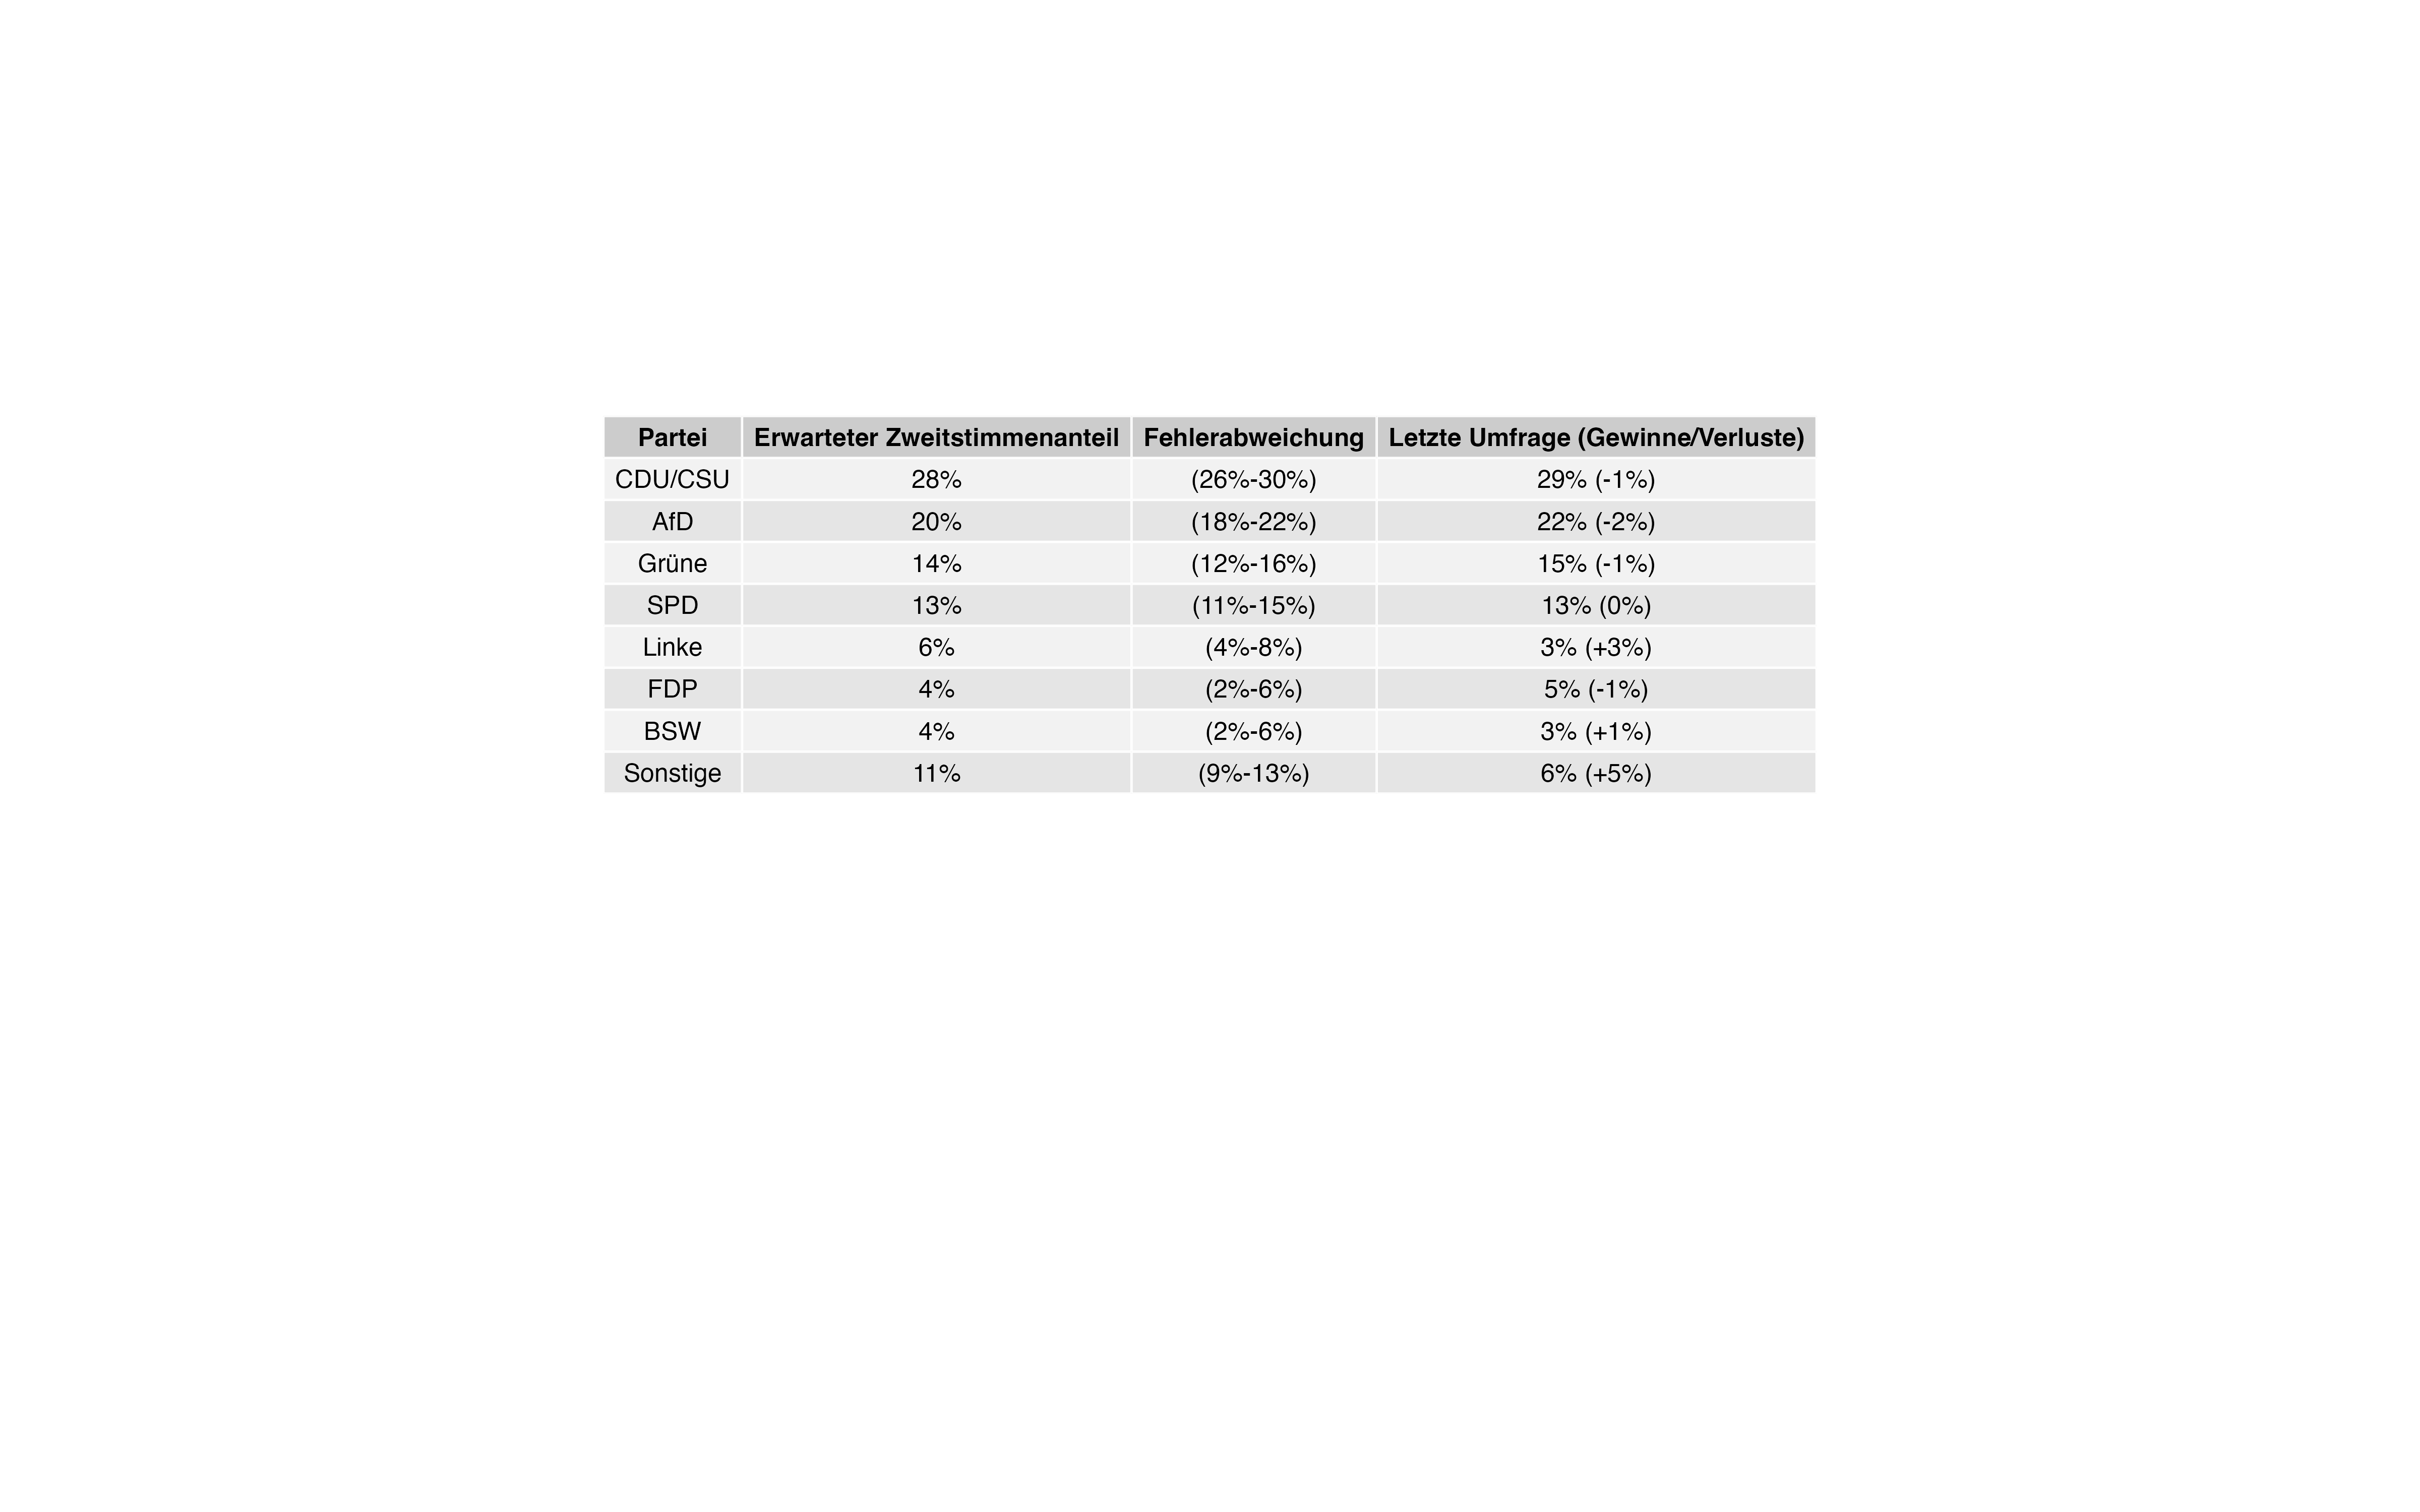 Partei Erwarteter Zweitstimmenanteil Fehlerabweichung Letzte Umfrage (Gewinne/Verluste)
CDU/CSU 28% (26%-30%) 29% (-1%)
AfD 20% (18%-22%) 22% (-2%)
Grüne 14% (12%-16%) 15% (-1%)
SPD 13% (11%-15%) 13% (0%)
Linke 6% (4%-8%) 3% (+3%)
FDP 4% (2%-6%) 5% (-1%)
BSW 4% (2%-6%) 3% (+1%)
Sonstige 11% (9%-13%) 6% (+5%)